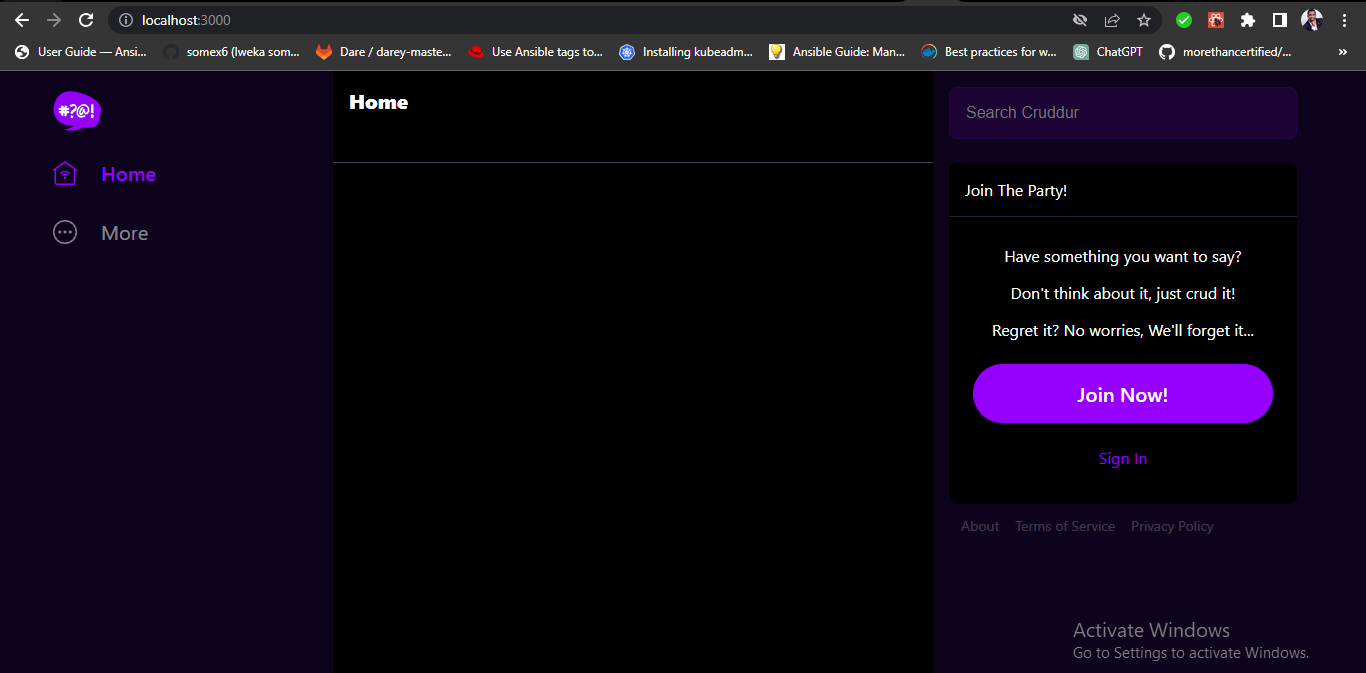 localhost:3000
User Guide — Ansi...
somex6 (Iweka som...
Dare / darey-maste...
Use Ansible tags to...
Installing kubeadm...
Ansible Guide: Man...
Best practices for w...
ChatGPT
morethancertified/...
»
#?@!
Home
More
Home
Search Cruddur
Join The Party!
Have something you want to say?
Don't think about it, just crud it!
Regret it? No worries, We'll forget it...
Join Now!
Sign In
About Terms of Service Privacy Policy
Activate Windows
Go to Settings to activate Windows.